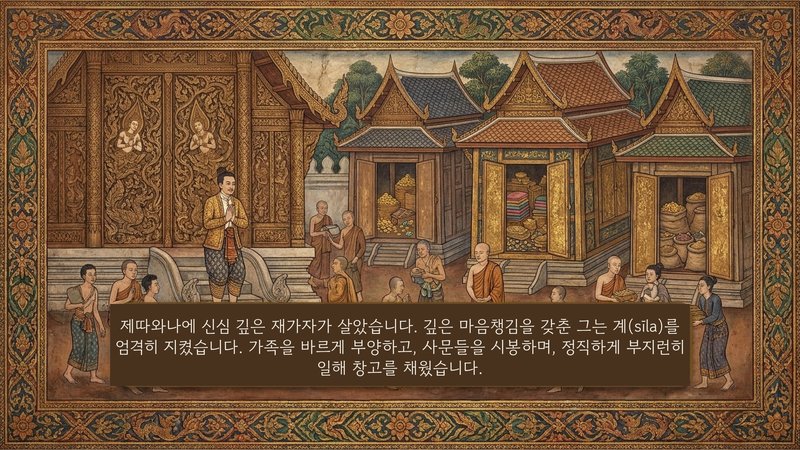 제따와나에 신심 깊은 재가자가 살았습니다. 깊은 마음챙김을 갖춘 그는 계(sīla)를
엄격히 지켰습니다. 가족을 바르게 부양하고, 사문들을 시봉하며, 정직하게 부지런히
일해 창고를 채웠습니다.